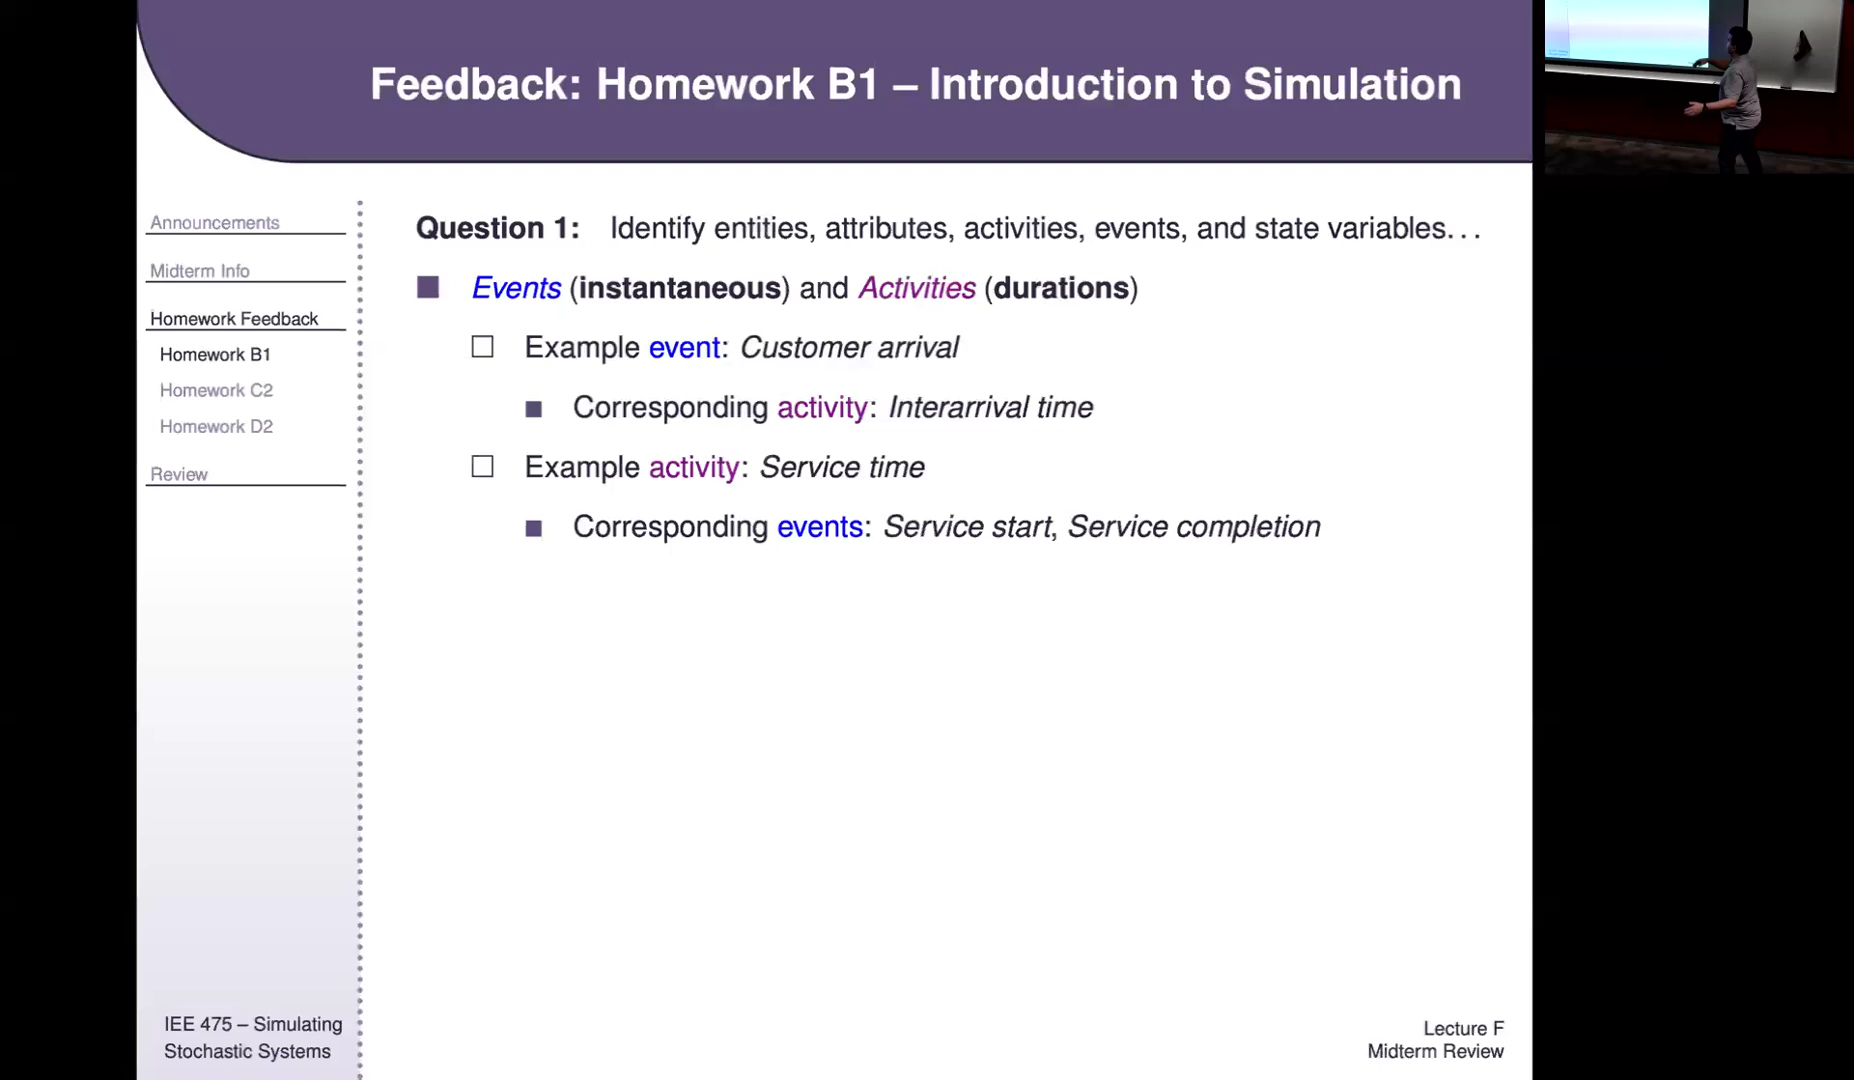 Feedback: Homework B1 – Introduction to Simulation
Announcements
Midterm Info
Homework Feedback
Homework B1
Homework C2
Homework D2
Review
Question 1: Identify entities, attributes, activities, events, and state variables...
Events (instantaneous) and Activities (durations)
Example event: Customer arrival
Corresponding activity: Interarrival time
Example activity: Service time
Corresponding events: Service start, Service completion
IEE 475 – Simulating
Stochastic Systems
Lecture F
Midterm Review